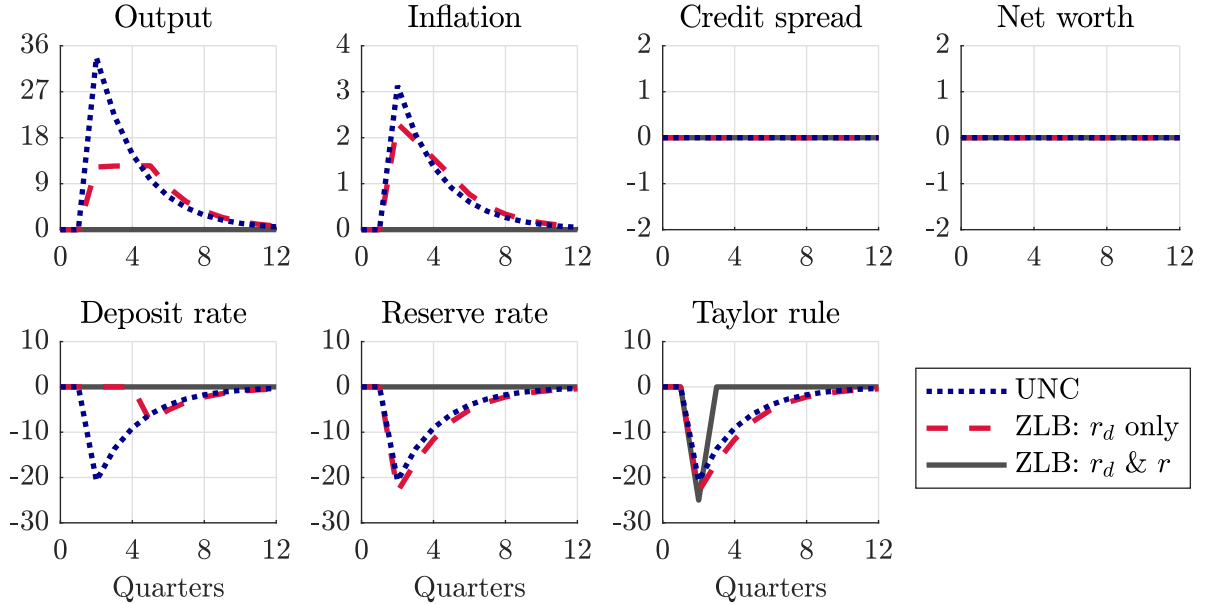 Output
36
27
18
9
0
0 4 8 12
Inflation
4
3
2
1
0
0 4 8 12
Credit spread
2
1
0
-1
-2
0 4 8 12
Net worth
2
1
0
-1
-2
0 4 8 12
Deposit rate
10
0
-10
-20
-30
0 4 8 12
Quarters
Reserve rate
10
0
-10
-20
-30
0 4 8 12
Quarters
Taylor rule
10
0
-10
-20
-30
0 4 8 12
Quarters
UNC
ZLB: r_d only
ZLB: r_d & r